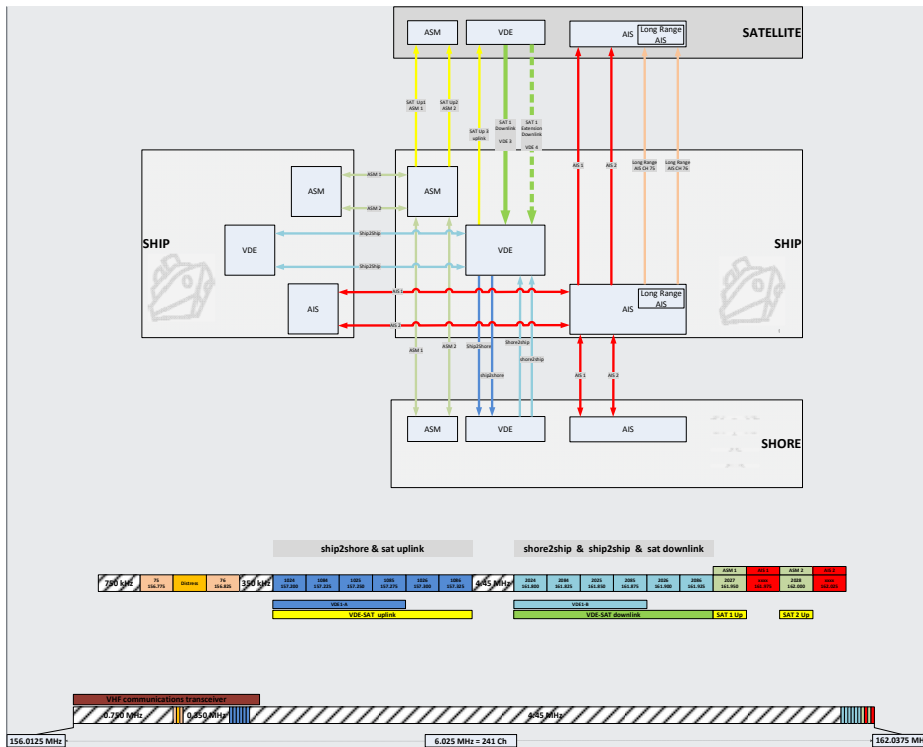 SATELLITE
ASM
VDE
AIS
Long Range
AIS
SAT Up1
ASM 1
SAT Up2
ASM 2
SAT Up 3
uplink
SAT 1
Downlink
VDE 3
SAT 1
Extension
Downlink
VDE 4
AIS 1
AIS 2
Long Range
AIS CH 75
Long Range
AIS CH 76
SHIP
ASM
VDE
AIS
ASM 1
ASM 2
Ship2Ship
Ship2Ship
AIS 1
AIS 2
ASM
VDE
AIS
Long Range
AIS
SHIP
ASM 1
ASM 2
Ship2Shore
ship2shore
Shore2ship
shore2ship
AIS 1
AIS 2
ASM
VDE
AIS
SHORE
ship2shore & sat uplink
shore2ship & ship2ship & sat downlink
ASM 1
AIS 1
ASM 2
AIS 2
750 kHz
75
156.775
Distress
76
156.825
350 kHz
1024
157.200
1084
157.225
1025
157.250
1085
157.275
1026
157.300
1086
157.325
4.45 MHz
2024
161.800
2084
161.825
2025
161.850
2085
161.875
2026
161.900
2086
161.925
2027
161.950
161.975
2028
162.000
VDE1-A
VDE1-B
VDE-SAT uplink
VDE-SAT downlink
SAT 1 Up
SAT 2 Up
VHF communications transceiver
0.750 MHz
0.350 MHz
4.45 MHz
156.0125 MHz
6.025 MHz = 241 Ch
162.0375 MHz